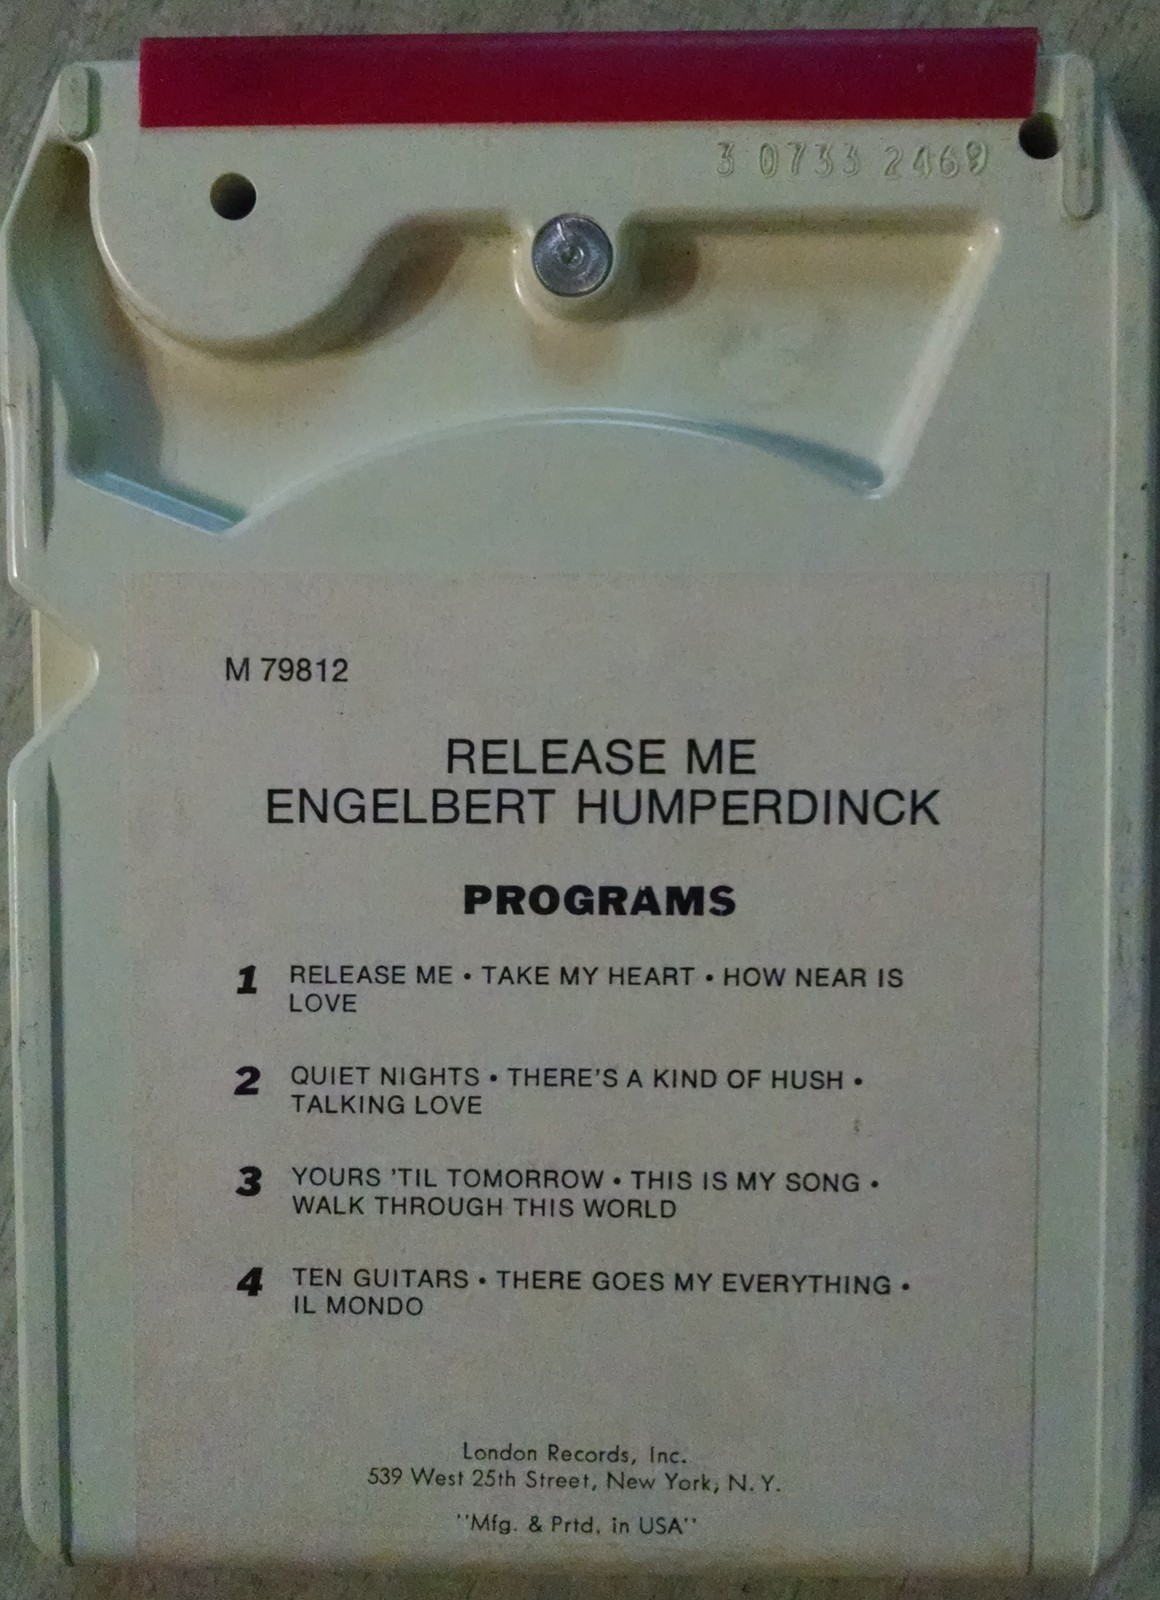 3 0733 2469
M 79812
RELEASE ME
ENGELBERT HUMPERDINCK
PROGRAMS
1 RELEASE ME • TAKE MY HEART • HOW NEAR IS
LOVE
2 QUIET NIGHTS • THERE'S A KIND OF HUSH •
TALKING LOVE
3 YOURS 'TIL TOMORROW • THIS IS MY SONG •
WALK THROUGH THIS WORLD
4 TEN GUITARS • THERE GOES MY EVERYTHING •
IL MONDO
London Records, Inc.
539 West 25th Street, New York, N. Y.
''Mfg. & Prtd. in USA''